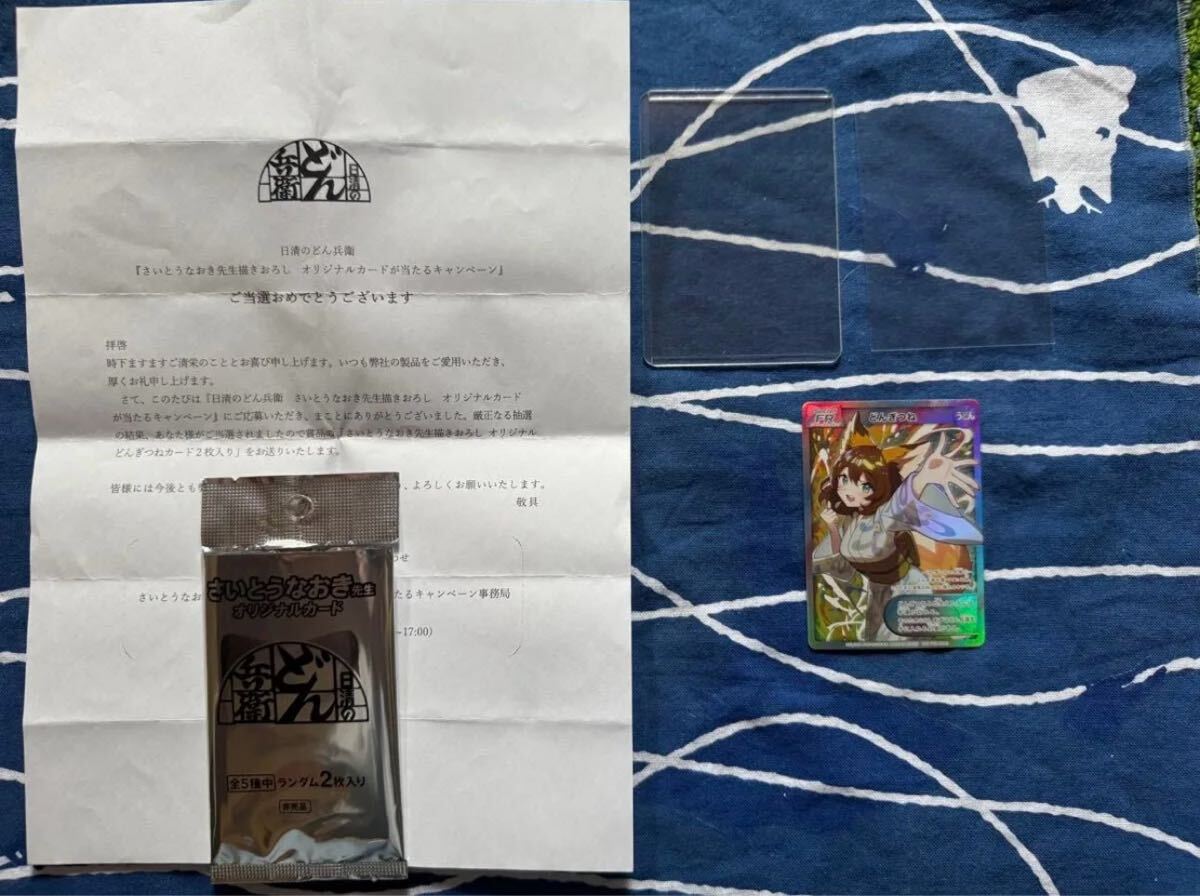 日清の
どん
兵衛
日清のどん兵衛
『さいとうなおき先生描きおろし オリジナルカードが当たるキャンペーン』
ご当選おめでとうございます
拝啓
時下ますますご清栄のこととお喜び申し上げます。いつも弊社の製品をご愛用いただき、
厚くお礼申し上げます。
さて、このたびは『日清のどん兵衛 さいとうなおき先生描きおろし オリジナルカード
が当たるキャンペーン』にご応募いただき、まことにありがとうございました。厳正なる抽選
の結果、あなた様がご当選されましたので賞品の『さいとうなおき先生描きおろし オリジナル
どんぎつねカード２枚入り」をお送りいたします。
皆様には今後とも
、よろしくお願いいたします。
敬具
わせ
さいとうなお
たるキャンペーン事務局
~17:00）
さいとうなおき先生
オリジナルカード
日清の
どん
兵衛
全5種中 ランダム2枚入り
非売品
FR
どんぎつね
うどん